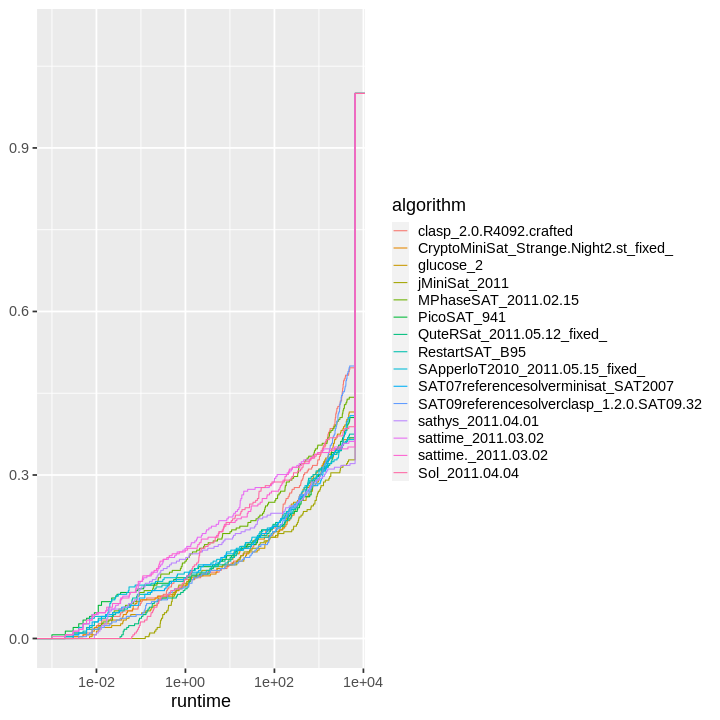 0.9
0.6
0.3
0.0
1e-02 1e+00 1e+02 1e+04
runtime
algorithm
clasp_2.0.R4092.crafted
CryptoMiniSat_Strange.Night2.st_fixed_
glucose_2
jMiniSat_2011
MPhaseSAT_2011.02.15
PicoSAT_941
QuteRSat_2011.05.12_fixed_
RestartSAT_B95
SApperloT2010_2011.05.15_fixed_
SAT07referencesolverminisat_SAT2007
SAT09referencesolverclasp_1.2.0.SAT09.32
sathys_2011.04.01
sattime_2011.03.02
sattime._2011.03.02
Sol_2011.04.04